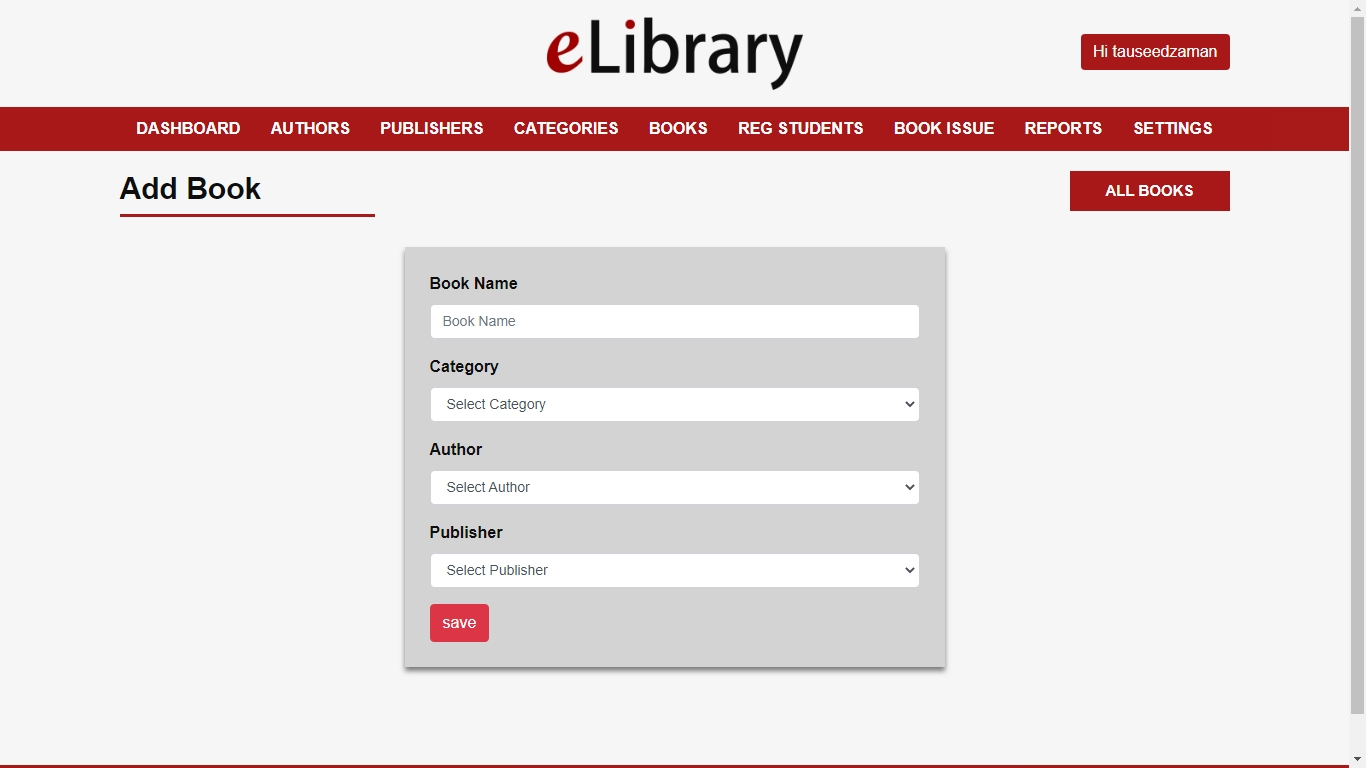 eLibrary
Hi tauseedzaman
DASHBOARD AUTHORS PUBLISHERS CATEGORIES BOOKS REG STUDENTS BOOK ISSUE REPORTS SETTINGS
Add Book
ALL BOOKS
Book Name
Book Name
Category
Select Category
Author
Select Author
Publisher
Select Publisher
save